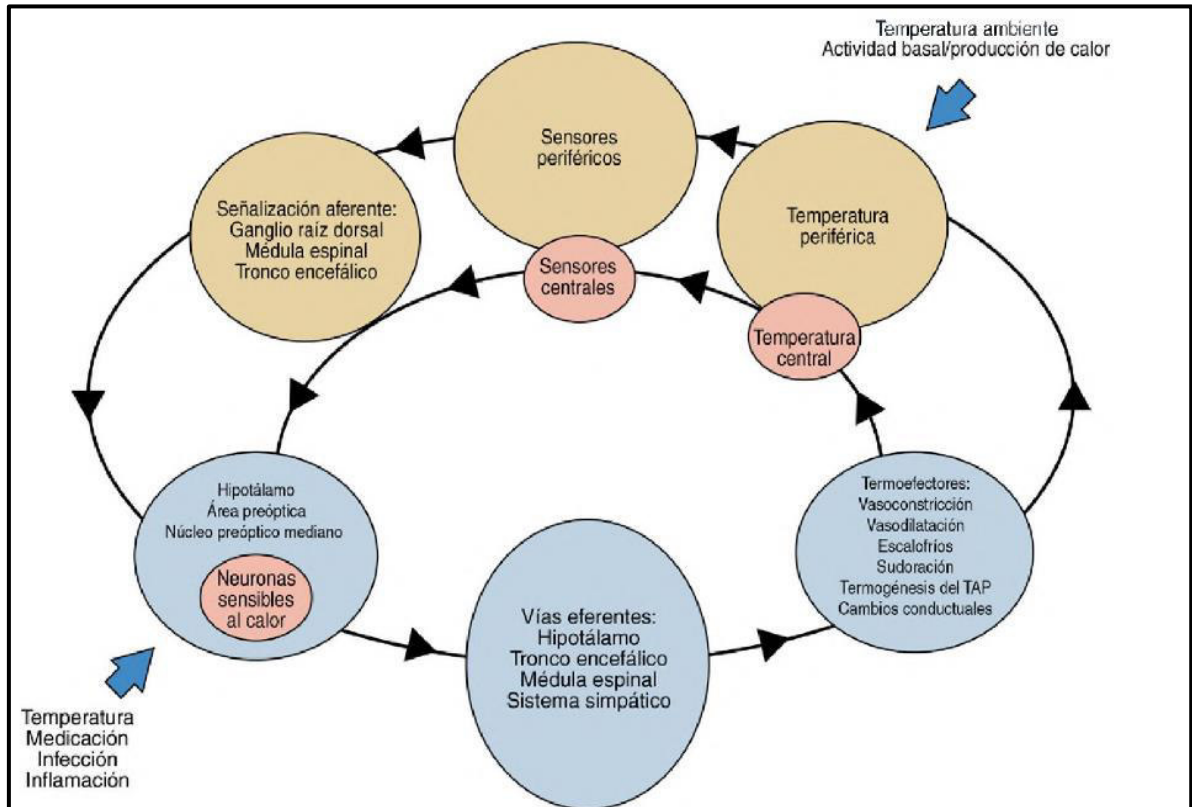 Temperatura ambiente
Actividad basal/producción de calor
Sensores
periféricos
Temperatura
periférica
Señalización aferente:
Ganglio raíz dorsal
Médula espinal
Tronco encefálico
Sensores
centrales
Temperatura
central
Hipotálamo
Área preóptica
Núcleo preóptico mediano
Neuronas
sensibles
al calor
Vías eferentes:
Hipotálamo
Tronco encefálico
Médula espinal
Sistema simpático
Termoefectores:
Vasoconstricción
Vasodilatación
Escalofríos
Sudoración
Termogénesis del TAP
Cambios conductuales
Temperatura
Medicación
Infección
Inflamación